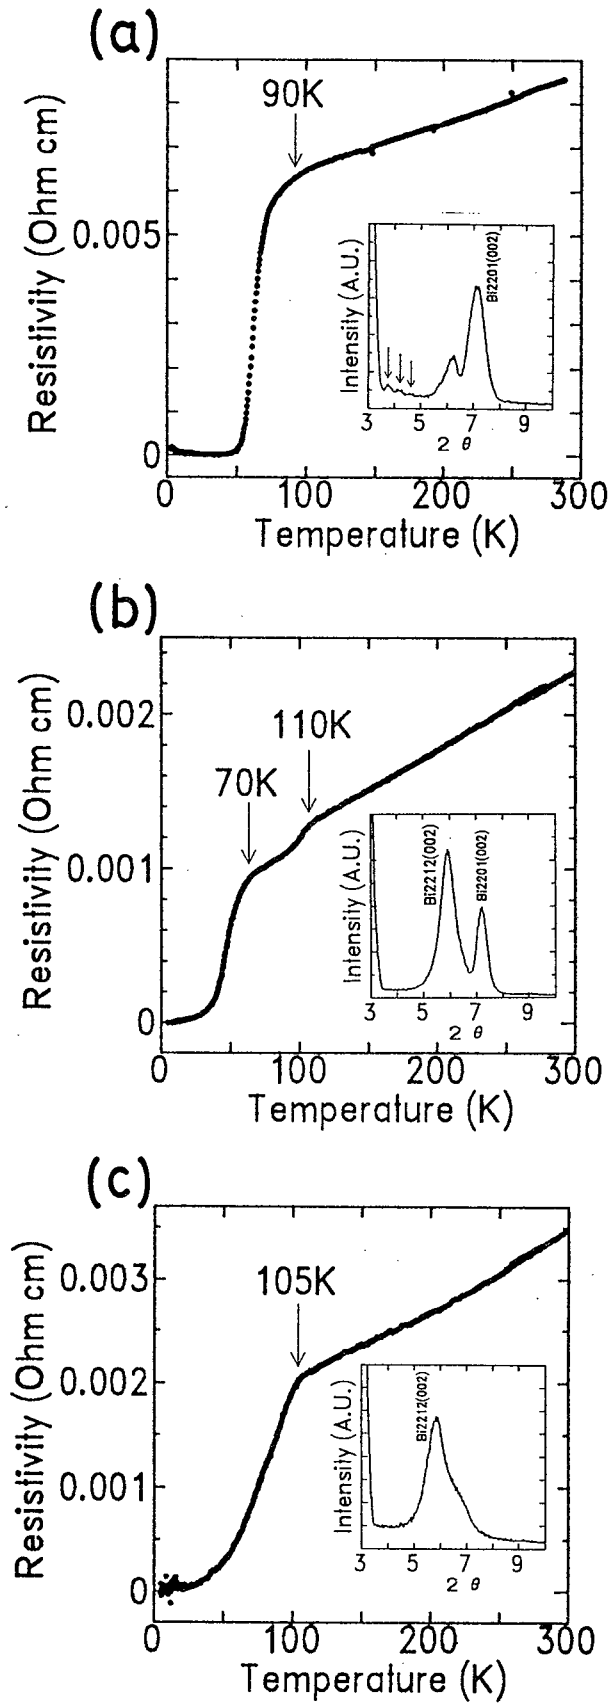 (a)
90K
Resistivity (Ohm cm)
0.005
0
0 100 200 300
Temperature (K)
Intensity (A.U.)
Bi2201(002)
3 5 7 9
2 θ
(b)
110K
70K
Resistivity (Ohm cm)
0.002
0.001
0
0 100 200 300
Temperature (K)
Intensity (A.U.)
Bi2212(002)
Bi2201(002)
3 5 7 9
2 θ
(c)
105K
Resistivity (Ohm cm)
0.003
0.002
0.001
0
0 100 200 300
Temperature (K)
Intensity (A.U.)
Bi2212(002)
3 5 7 9
2 θ